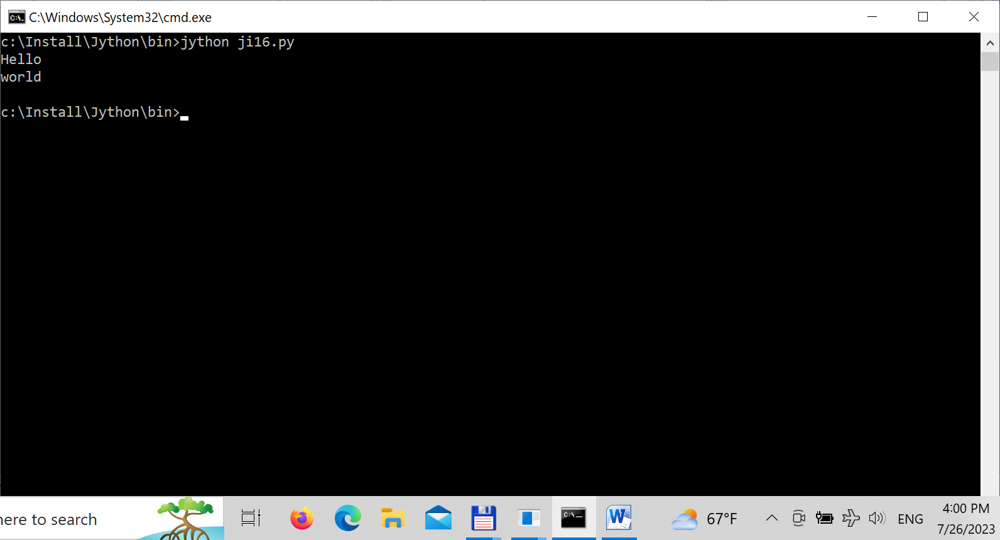 C:\Windows\System32\cmd.exe
c:\Install\Jython\bin>jython ji16.py
Hello
world
c:\Install\Jython\bin>
here to search
67°F
ENG
4:00 PM
7/26/2023